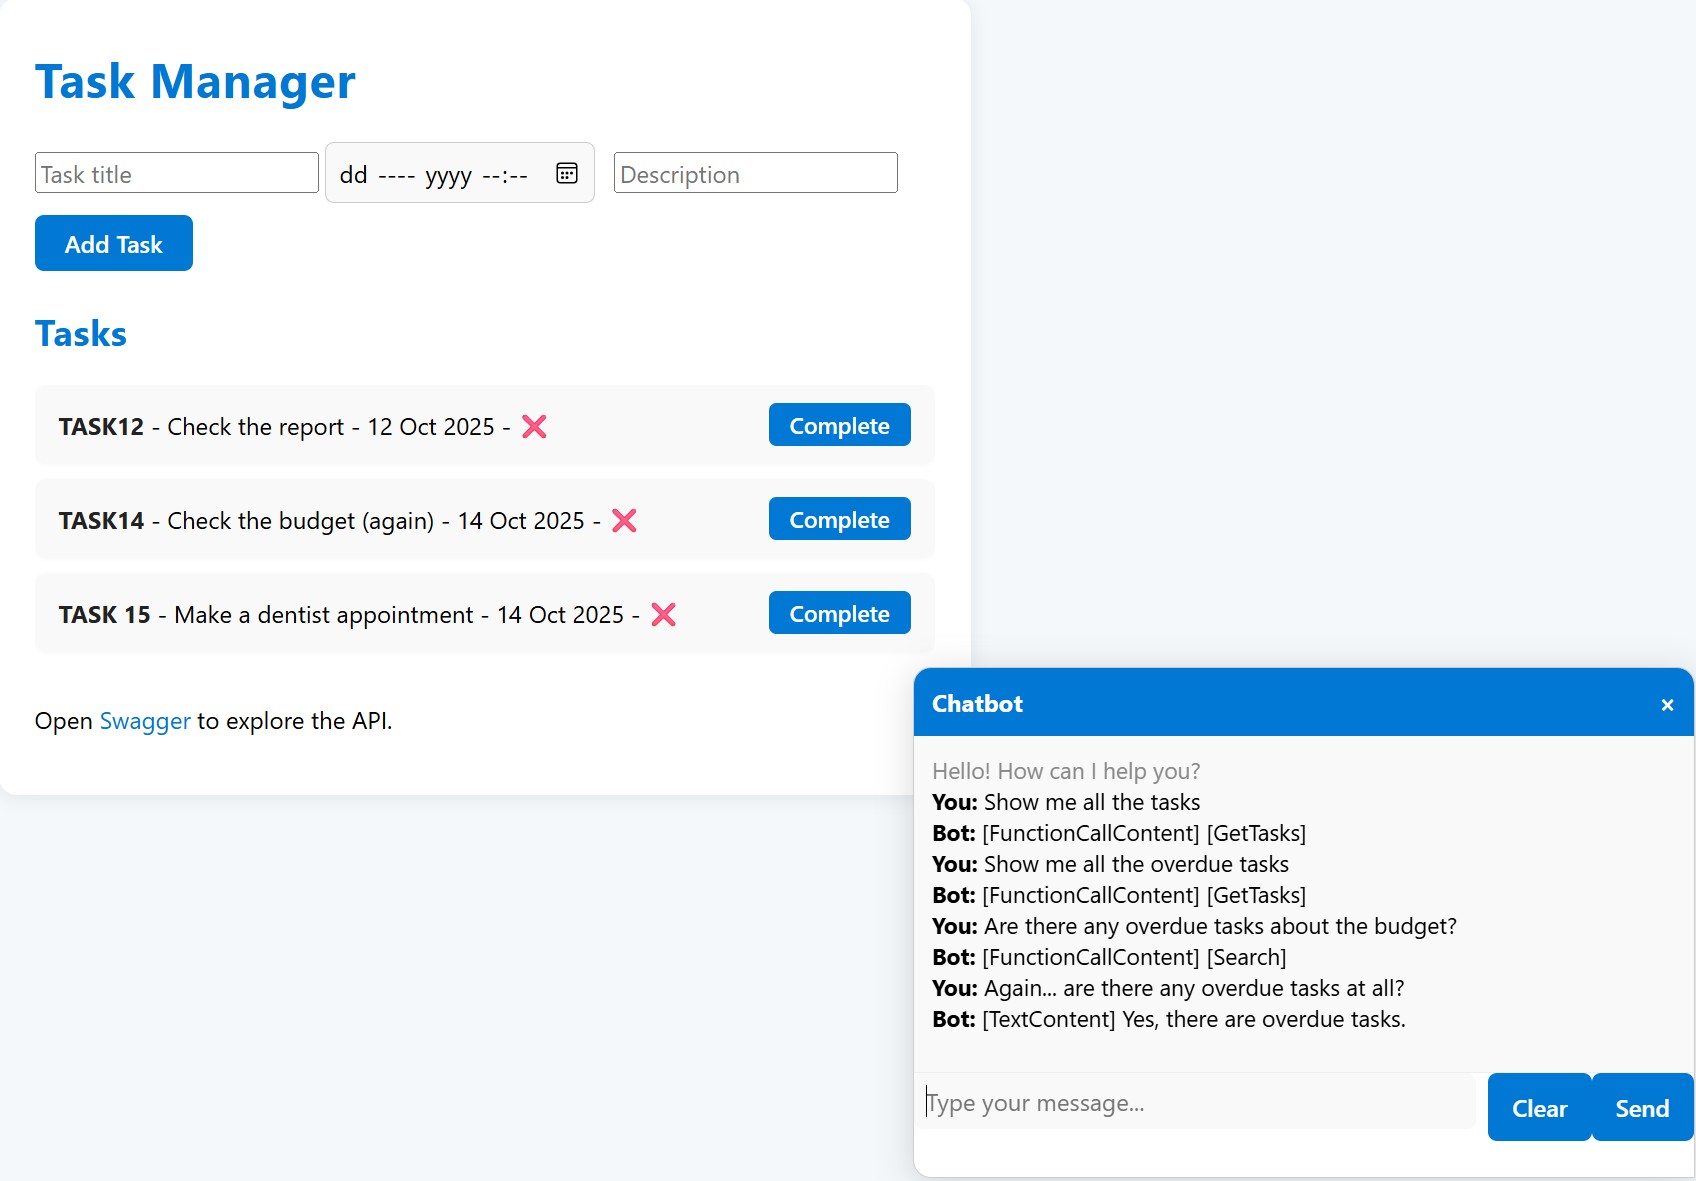 Task Manager
Task title
dd ---- yyyy --:--
Description
Add Task
Tasks
TASK12 - Check the report - 12 Oct 2025 - ❌
Complete
TASK14 - Check the budget (again) - 14 Oct 2025 - ❌
Complete
TASK 15 - Make a dentist appointment - 14 Oct 2025 - ❌
Complete
Open Swagger to explore the API.
Chatbot
×
Hello! How can I help you?
You: Show me all the tasks
Bot: [FunctionCallContent] [GetTasks]
You: Show me all the overdue tasks
Bot: [FunctionCallContent] [GetTasks]
You: Are there any overdue tasks about the budget?
Bot: [FunctionCallContent] [Search]
You: Again... are there any overdue tasks at all?
Bot: [TextContent] Yes, there are overdue tasks.
Type your message...
Clear
Send